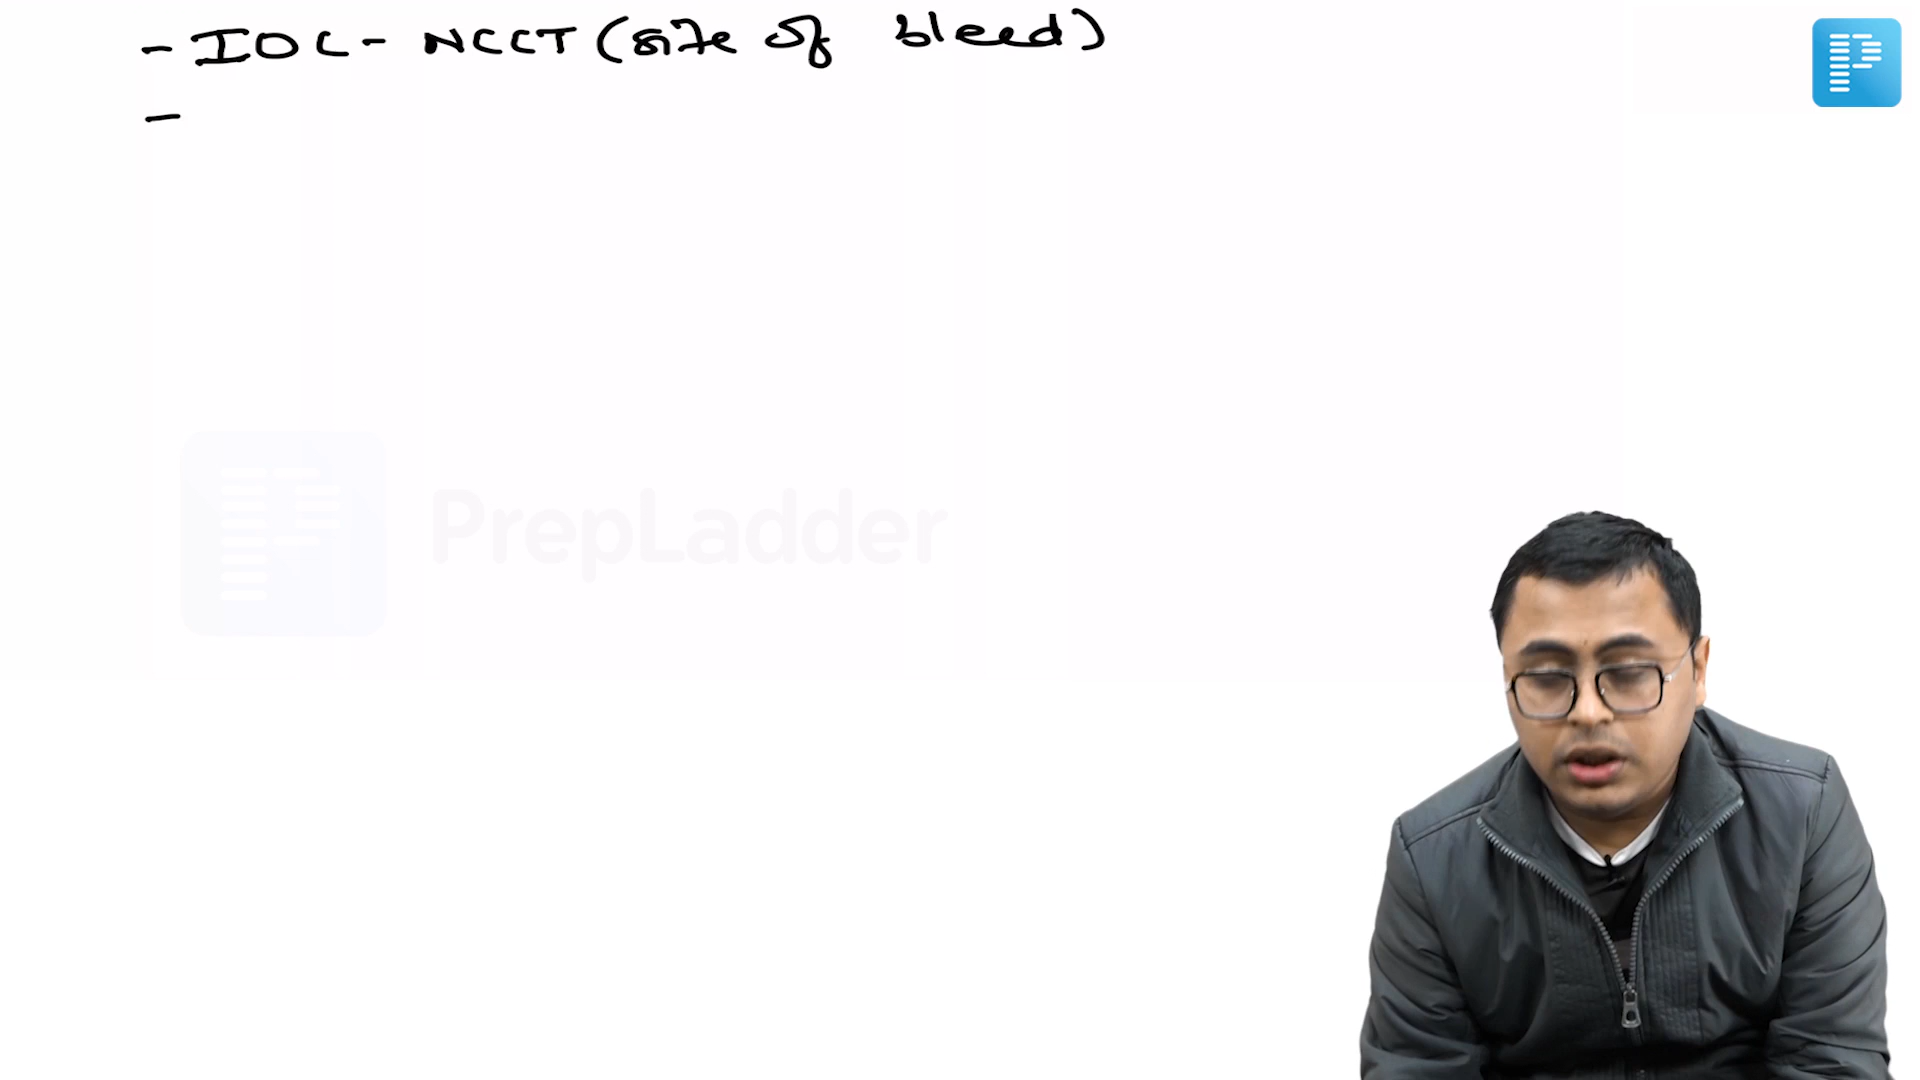 - IOC - NCCT (site of bleed)
-
PrepLadder